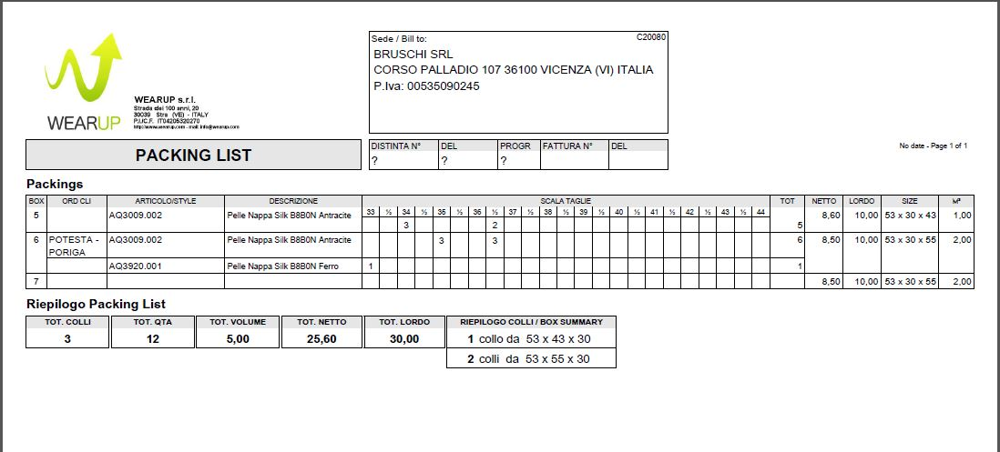 WEARUP
WEARUP s.r.l.
Strada dei 100 anni, 20
30039 Stra (VE) - ITALY
P.I./C.F. IT04205320270
http://www.wearup.com - mail: info@wearup.com
Sede / Bill to: C20080
BRUSCHI SRL
CORSO PALLADIO 107 36100 VICENZA (VI) ITALIA
P.Iva: 00535090245
PACKING LIST
DISTINTA N° DEL PROGR FATTURA N° DEL
? ? ?
No date - Page 1 of 1
Packings
BOX ORD CLI ARTICOLO/STYLE DESCRIZIONE SCALA TAGLIE TOT NETTO LORDO SIZE M³
33 ½ 34 ½ 35 ½ 36 ½ 37 ½ 38 ½ 39 ½ 40 ½ 41 ½ 42 ½ 43 ½ 44
5 AQ3009.002 Pelle Nappa Silk B8B0N Antracite 3 2 5 8,60 10,00 53 x 30 x 43 1,00
6 POTESTA - AQ3009.002 Pelle Nappa Silk B8B0N Antracite 3 3 6 8,50 10,00 53 x 30 x 55 2,00
PORIGA
AQ3920.001 Pelle Nappa Silk B8B0N Ferro 1 1
7 8,50 10,00 53 x 30 x 55 2,00
Riepilogo Packing List
TOT. COLLI TOT. QTA TOT. VOLUME TOT. NETTO TOT. LORDO RIEPILOGO COLLI / BOX SUMMARY
3 12 5,00 25,60 30,00 1 collo da 53 x 43 x 30
2 colli da 53 x 55 x 30